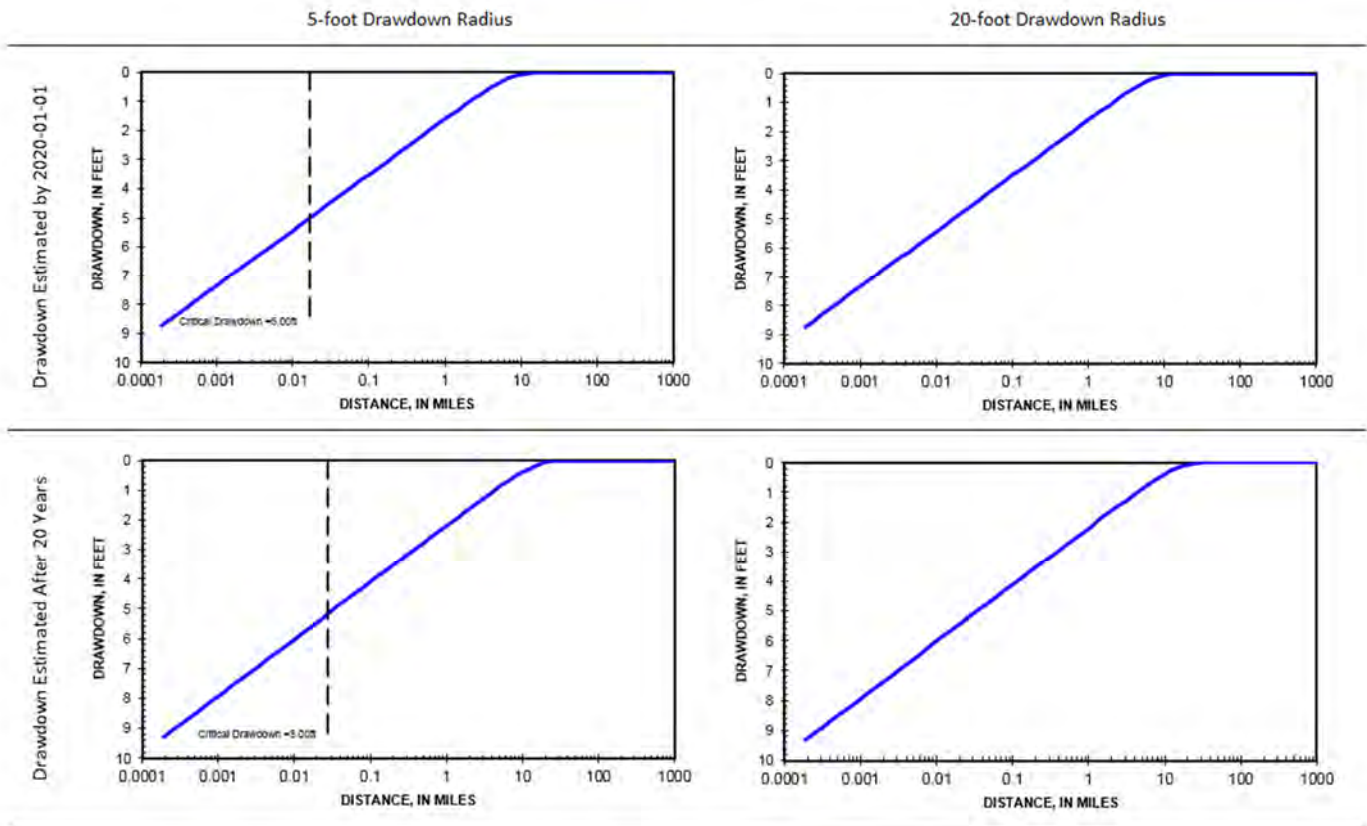 5-foot Drawdown Radius
20-foot Drawdown Radius
Drawdown Estimated by 2020-01-01
DRAWDOWN, IN FEET
0
1
2
3
4
5
6
7
8
9
10
Critical Drawdown =5.00ft
0.0001 0.001 0.01 0.1 1 10 100 1000
DISTANCE, IN MILES
DRAWDOWN, IN FEET
0
1
2
3
4
5
6
7
8
9
10
0.0001 0.001 0.01 0.1 1 10 100 1000
DISTANCE, IN MILES
Drawdown Estimated After 20 Years
DRAWDOWN, IN FEET
0
1
2
3
4
5
6
7
8
9
10
Critical Drawdown =5.00ft
0.0001 0.001 0.01 0.1 1 10 100 1000
DISTANCE, IN MILES
DRAWDOWN, IN FEET
0
1
2
3
4
5
6
7
8
9
10
0.0001 0.001 0.01 0.1 1 10 100 1000
DISTANCE, IN MILES